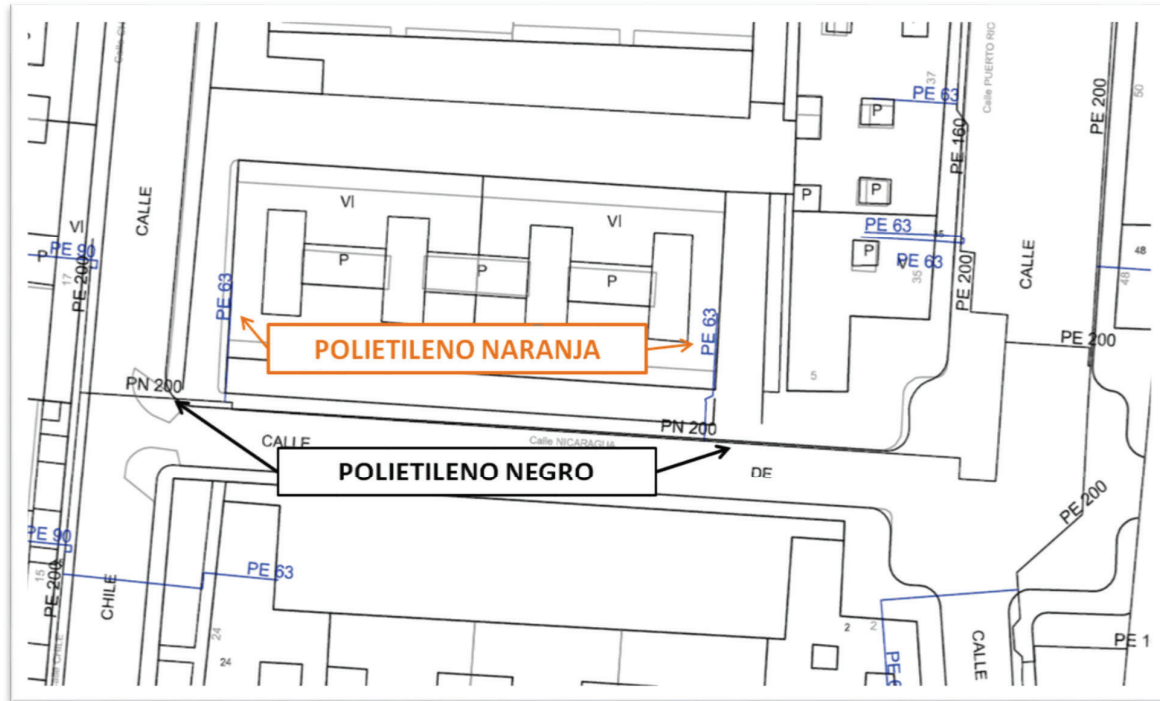 P
Calle PUERTO RIC
37
PE 63
PE 200
50
P
PE 160
CALLE
VI
VI
P
P
PE 63
VI
P
P
P
P
PE 63
48
CALLE
PE 90
P
17
PE 200
PE 63
35
PE 200
48
PE 63
PE 63
POLIETILENO NARANJA
PE 200
5
PN 200
PN 200
CALLE
Calle NICARAGUA
POLIETILENO NEGRO
DE
PE 200
PE 90
15
PE 200
CHILE
PE 63
24
24
2
2
CALLE
PE 1